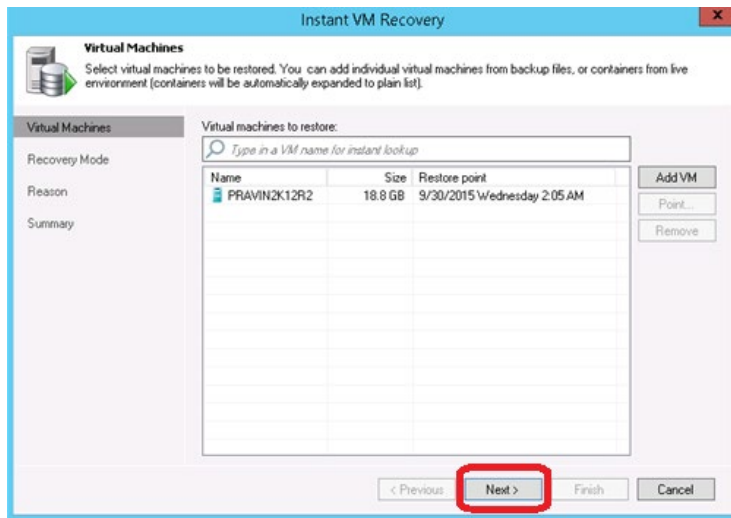 Instant VM Recovery
x
Virtual Machines
Select virtual machines to be restored. You can add individual virtual machines from backup files, or containers from live
environment (containers will be automatically expanded to plain list).
Virtual Machines
Recovery Mode
Reason
Summary
Virtual machines to restore:
Type in a VM name for instant lookup
Name Size Restore point
PRAVIN2K12R2 18.8 GB 9/30/2015 Wednesday 2:05 AM
Add VM
Point...
Remove
< Previous Next > Finish Cancel